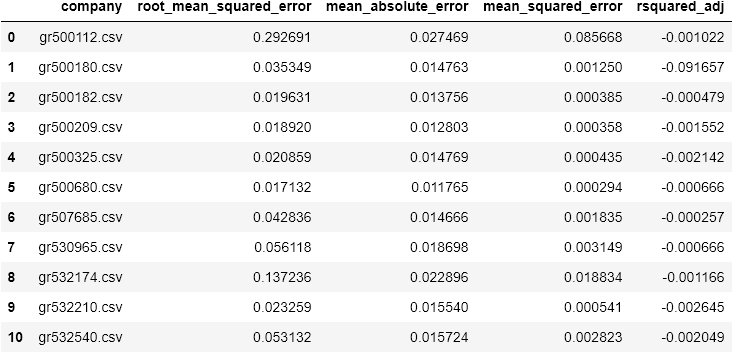 company root_mean_squared_error mean_absolute_error mean_squared_error rsquared_adj
0 gr500112.csv 0.292691 0.027469 0.085668 -0.001022
1 gr500180.csv 0.035349 0.014763 0.001250 -0.091657
2 gr500182.csv 0.019631 0.013756 0.000385 -0.000479
3 gr500209.csv 0.018920 0.012803 0.000358 -0.001552
4 gr500325.csv 0.020859 0.014769 0.000435 -0.002142
5 gr500680.csv 0.017132 0.011765 0.000294 -0.000666
6 gr507685.csv 0.042836 0.014666 0.001835 -0.000257
7 gr530965.csv 0.056118 0.018698 0.003149 -0.000666
8 gr532174.csv 0.137236 0.022896 0.018834 -0.001166
9 gr532210.csv 0.023259 0.015540 0.000541 -0.002645
10 gr532540.csv 0.053132 0.015724 0.002823 -0.002049